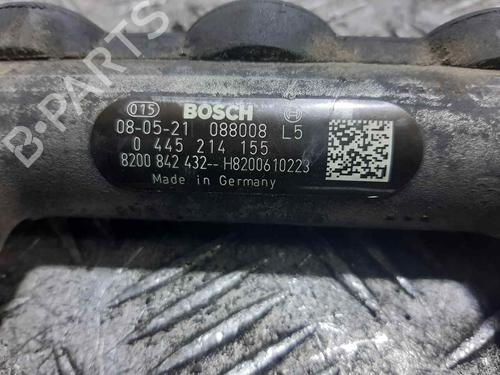 B-Parts
015 BOSCH
08-05-21 088008 L5
0 445 214 155
8200 842 432-- H8200610223
Made in Germany